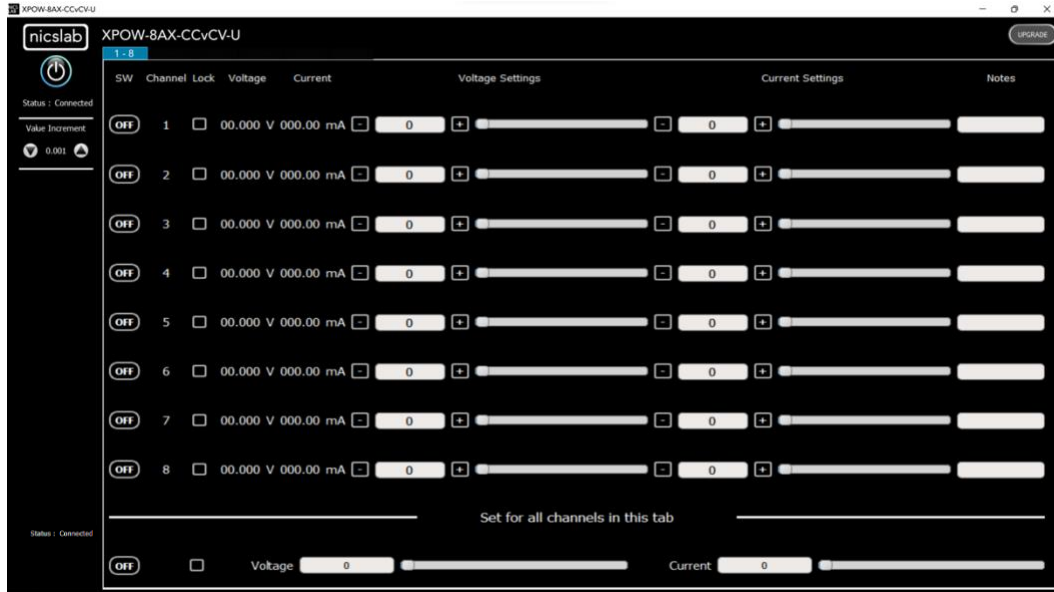 XPOW-8AX-CCvCV-U
nicslab XPOW-8AX-CCvCV-U UPGRADE
1 - 8
SW Channel Lock Voltage Current Voltage Settings Current Settings Notes
Status : Connected
OFF 1 00.000 V 000.00 mA - 0 + - 0 +
Value Increment
0.001
OFF 2 00.000 V 000.00 mA - 0 + - 0 +
OFF 3 00.000 V 000.00 mA - 0 + - 0 +
OFF 4 00.000 V 000.00 mA - 0 + - 0 +
OFF 5 00.000 V 000.00 mA - 0 + - 0 +
OFF 6 00.000 V 000.00 mA - 0 + - 0 +
OFF 7 00.000 V 000.00 mA - 0 + - 0 +
OFF 8 00.000 V 000.00 mA - 0 + - 0 +
Set for all channels in this tab
Status : Connected
OFF Voltage 0 Current 0